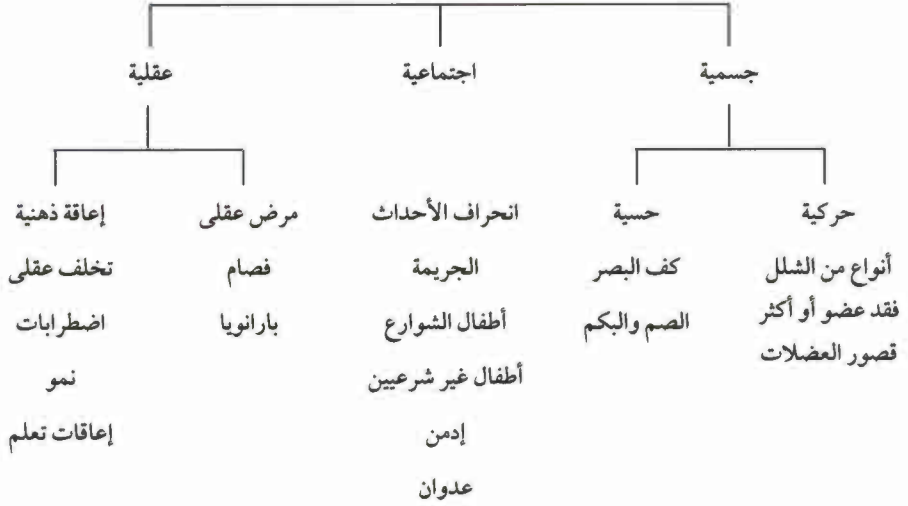 جسمية
اجتماعية
عقلية
حركية
أنواع من الشلل
فقد عضو أو أكثر
قصور العضلات
حسية
كف البصر
الصم والبكم
انحراف الأحداث
الجريمة
أطفال الشوارع
أطفال غير شرعيين
إدمن
عدوان
مرض عقلى
فصام
بارانويا
إعاقة ذهنية
تخلف عقلى
اضطرابات
نمو
إعاقات تعلم